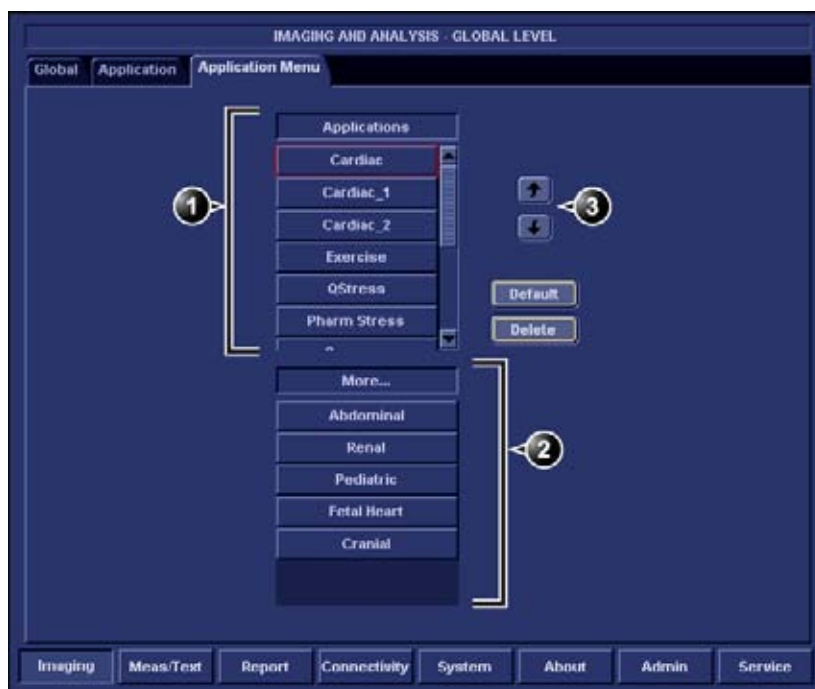 IMAGING AND ANALYSIS - GLOBAL LEVEL
Global Application Application Menu
Applications
Cardiac
Cardiac_1
Cardiac_2
Exercise
QStress
Pharm Stress
More...
Abdominal
Renal
Pediatric
Fetal Heart
Cranial
1
2
3
Default
Delete
Imaging Meas/Text Report Connectivity System About Admin Service